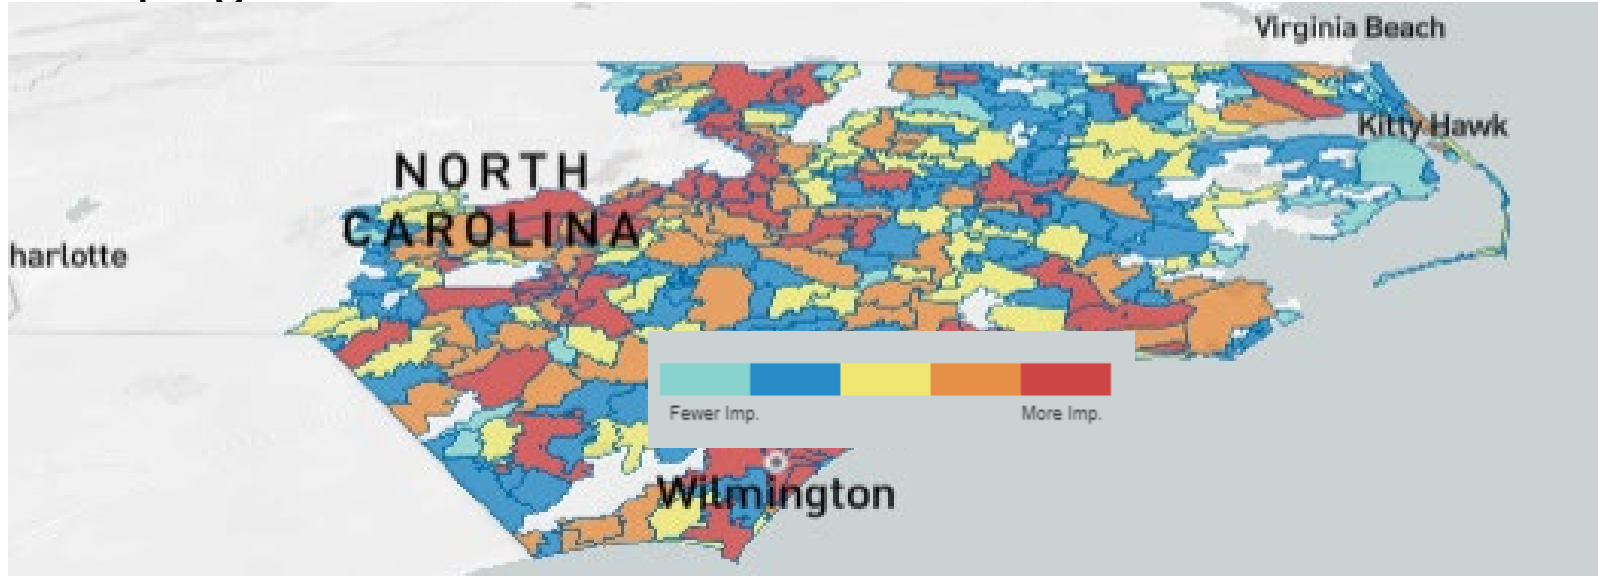 Virginia Beach
Kitty Hawk
NORTH
CAROLINA
harlotte
Fewer Imp.
More Imp.
Wilmington